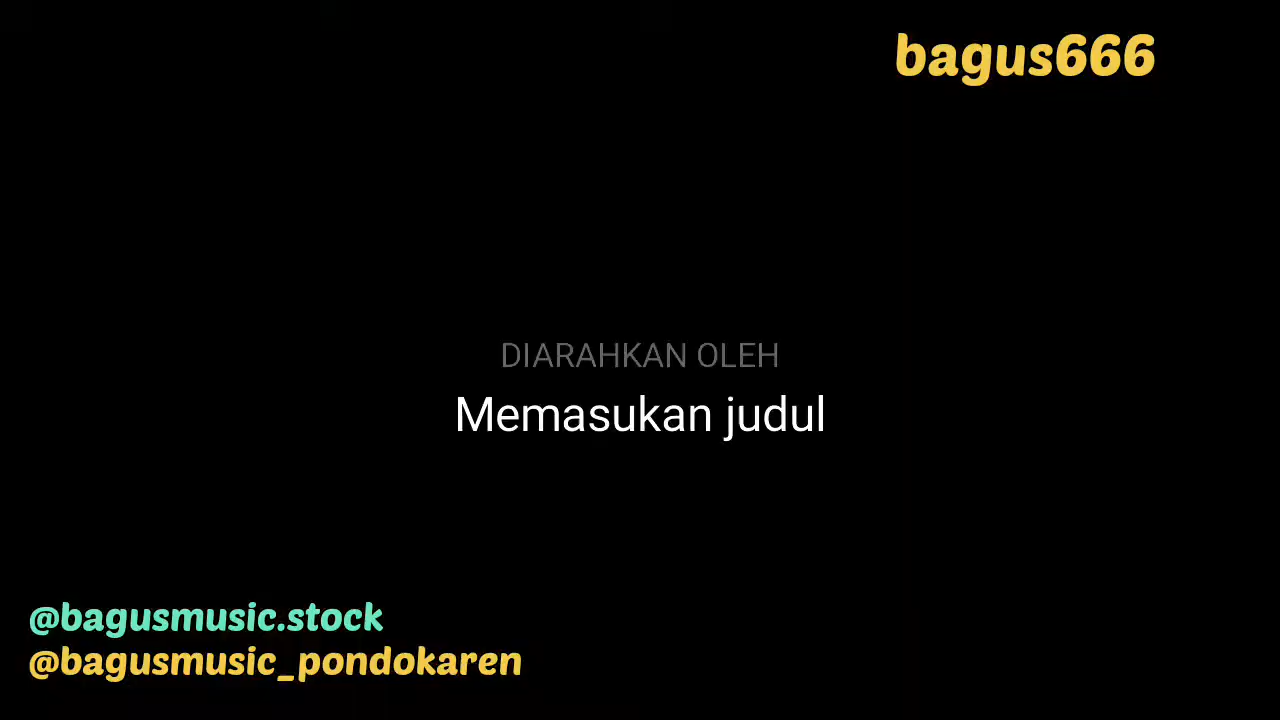 bagus666
DIARAHKAN OLEH
Memasukan judul
@bagusmusic.stock
@bagusmusic_pondokaren